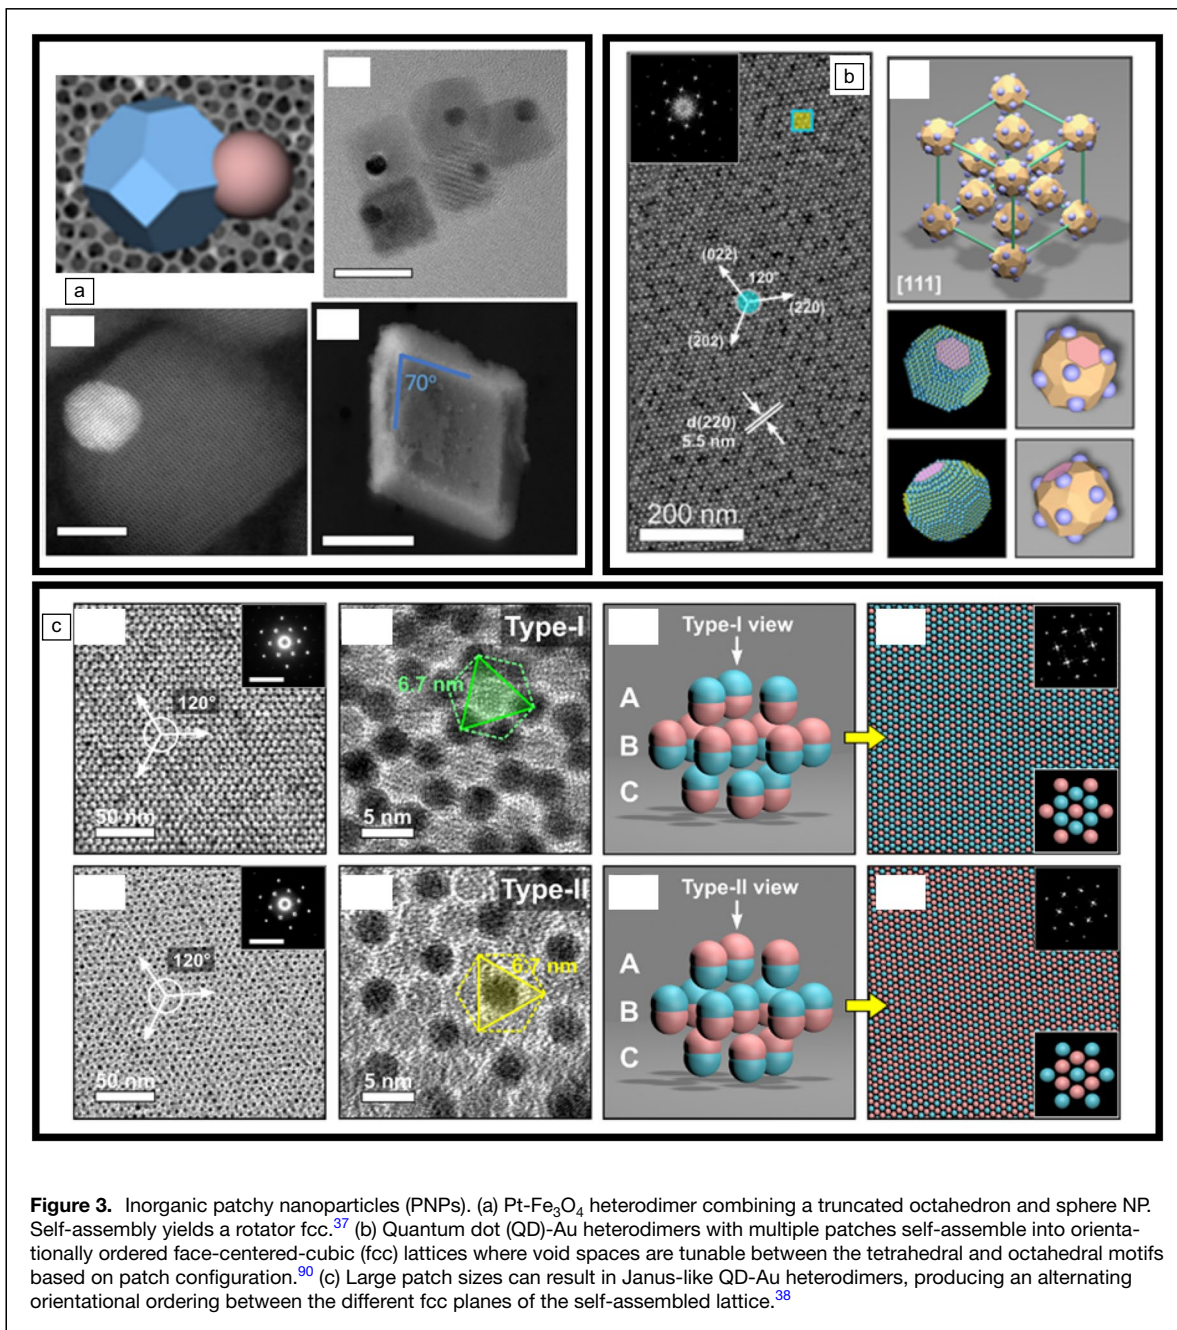 a
70°
b
(022̄)
120°
(2̄20)
(2̄02)
d(220)
5.5 nm
200 nm
[111]
c
120°
50 nm
Type-I
6.7 nm
5 nm
Type-I view
A
B
C
120°
50 nm
Type-II
6.7 nm
5 nm
Type-II view
A
B
C
Figure 3. Inorganic patchy nanoparticles (PNPs). (a) Pt-Fe₃O₄ heterodimer combining a truncated octahedron and sphere NP.
Self-assembly yields a rotator fcc.³⁷ (b) Quantum dot (QD)-Au heterodimers with multiple patches self-assemble into orienta-
tionally ordered face-centered-cubic (fcc) lattices where void spaces are tunable between the tetrahedral and octahedral motifs
based on patch configuration.⁹⁰ (c) Large patch sizes can result in Janus-like QD-Au heterodimers, producing an alternating
orientational ordering between the different fcc planes of the self-assembled lattice.³⁸